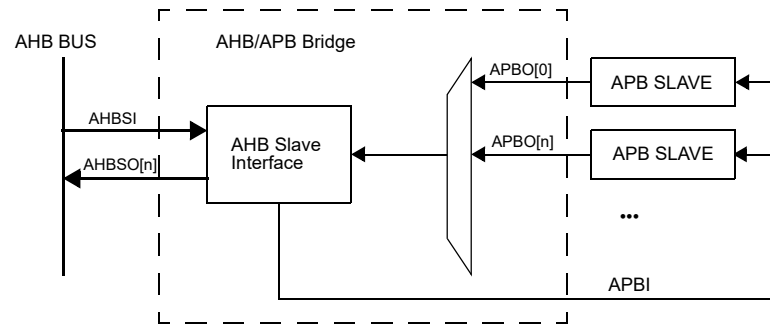 AHB BUS
AHB/APB Bridge
AHBSI
AHBSO[n]
AHB Slave
Interface
APBO[0]
APBO[n]
APB SLAVE
APB SLAVE
...
APBI